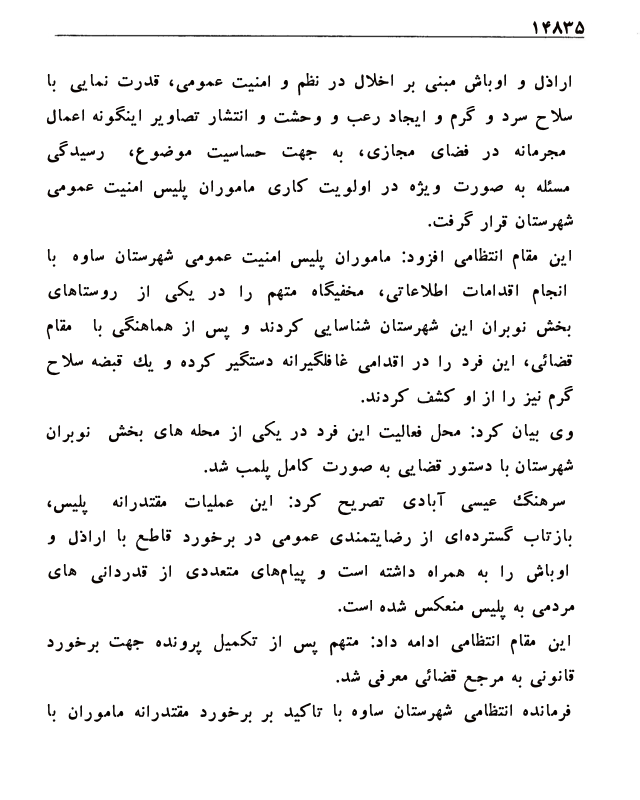 ۱۴۸۳۵
اراذل و اوباش مبنی بر اخلال در نظم و امنیت عمومی، قدرت نمایی با
سلاح سرد و گرم و ایجاد رعب و وحشت و انتشار تصاویر اینگونه اعمال
مجرمانه در فضای مجازی، به جهت حساسیت موضوع، رسیدگی
مسئله به صورت ویژه در اولویت کاری ماموران پلیس امنیت عمومی
شهرستان قرار گرفت.
این مقام انتظامی افزود: ماموران پلیس امنیت عمومی شهرستان ساوه با
انجام اقدامات اطلاعاتی، مخفیگاه متهم را در یکی از روستاهای
بخش نوبران این شهرستان شناسایی کردند و پس از هماهنگی با مقام
قضائی، این فرد را در اقدامی غافلگیرانه دستگیر کرده و یك قبضه سلاح
گرم نیز را از او کشف کردند.
وی بیان کرد: محل فعالیت این فرد در یکی از محله های بخش نوبران
شهرستان با دستور قضایی به صورت کامل پلمب شد.
سرهنگ عیسی آبادی تصریح کرد: این عملیات مقتدرانه پلیس،
بازتاب گسترده‌ای از رضایتمندی عمومی در برخورد قاطع با اراذل و
اوباش را به همراه داشته است و پیام‌های متعددی از قدردانی های
مردمی به پلیس منعکس شده است.
این مقام انتظامی ادامه داد: متهم پس از تکمیل پرونده جهت برخورد
قانونی به مرجع قضائی معرفی شد.
فرمانده انتظامی شهرستان ساوه با تاکید بر برخورد مقتدرانه ماموران با